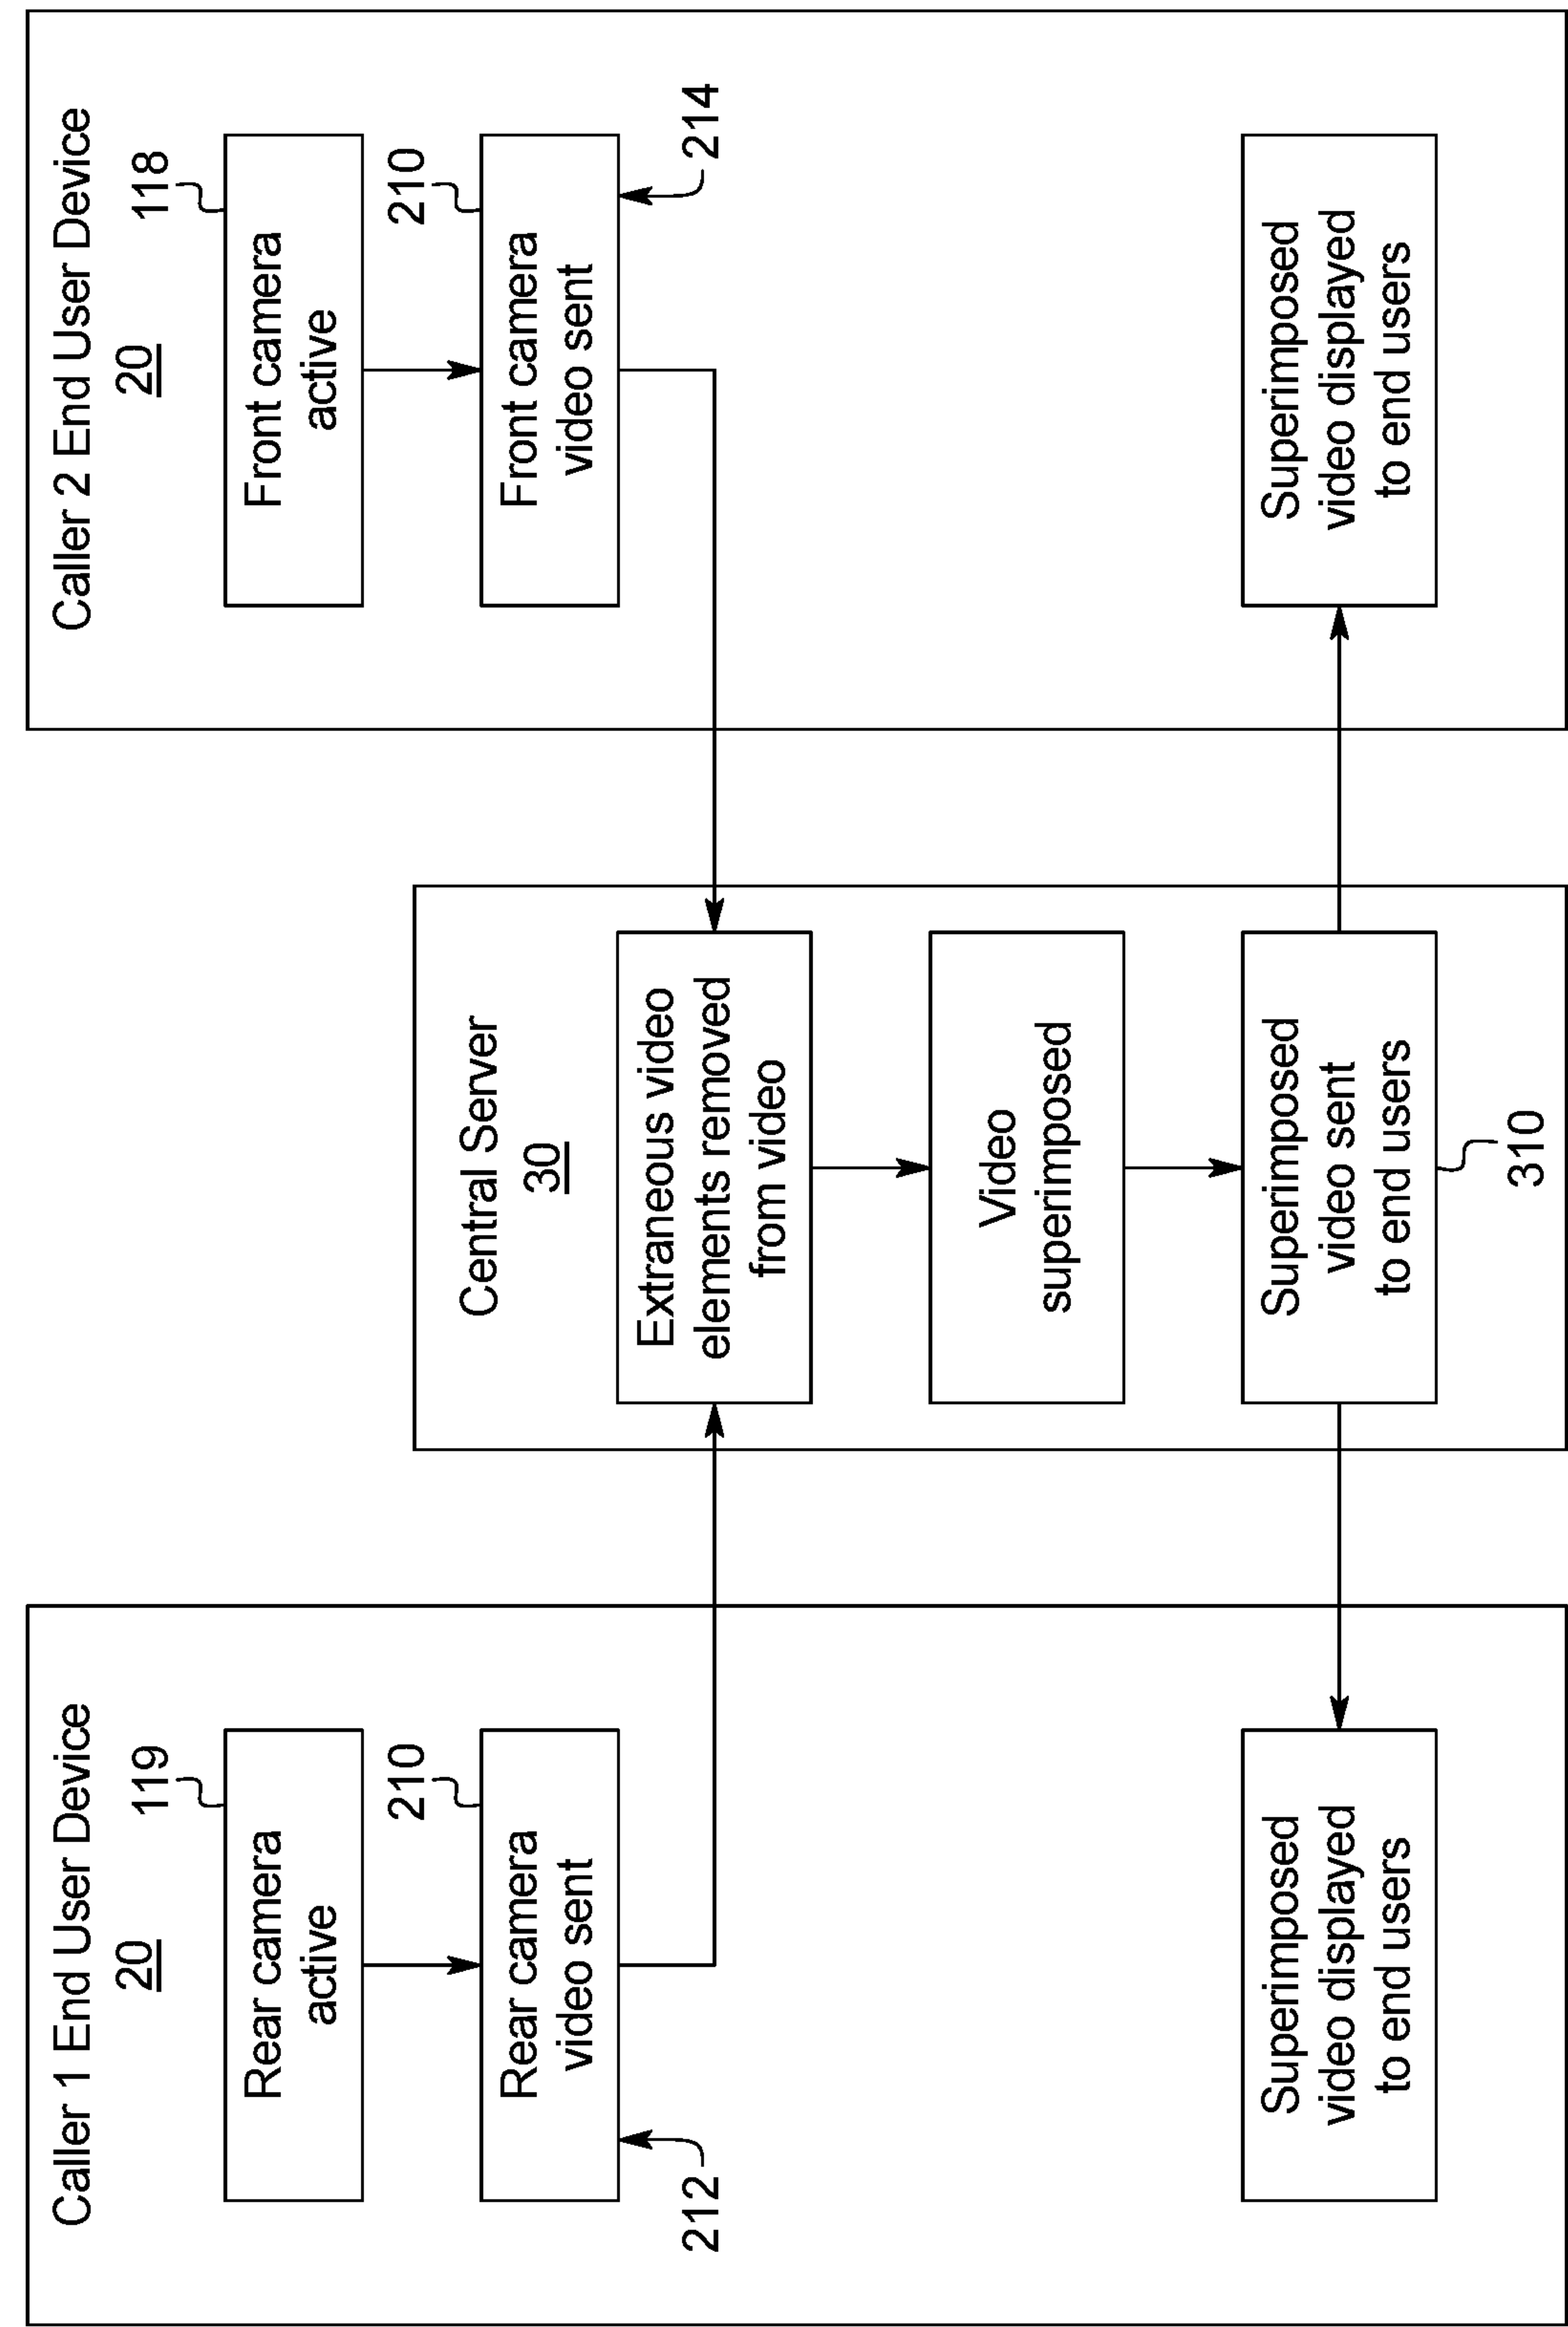 Caller 1 End User Device
20
119
Rear camera
active
210
Rear camera
video sent
212
Superimposed
video displayed
to end users
Central Server
30
Extraneous video
elements removed
from video
Video
superimposed
Superimposed
video sent
to end users
310
Caller 2 End User Device
20
118
Front camera
active
210
Front camera
video sent
214
Superimposed
video displayed
to end users